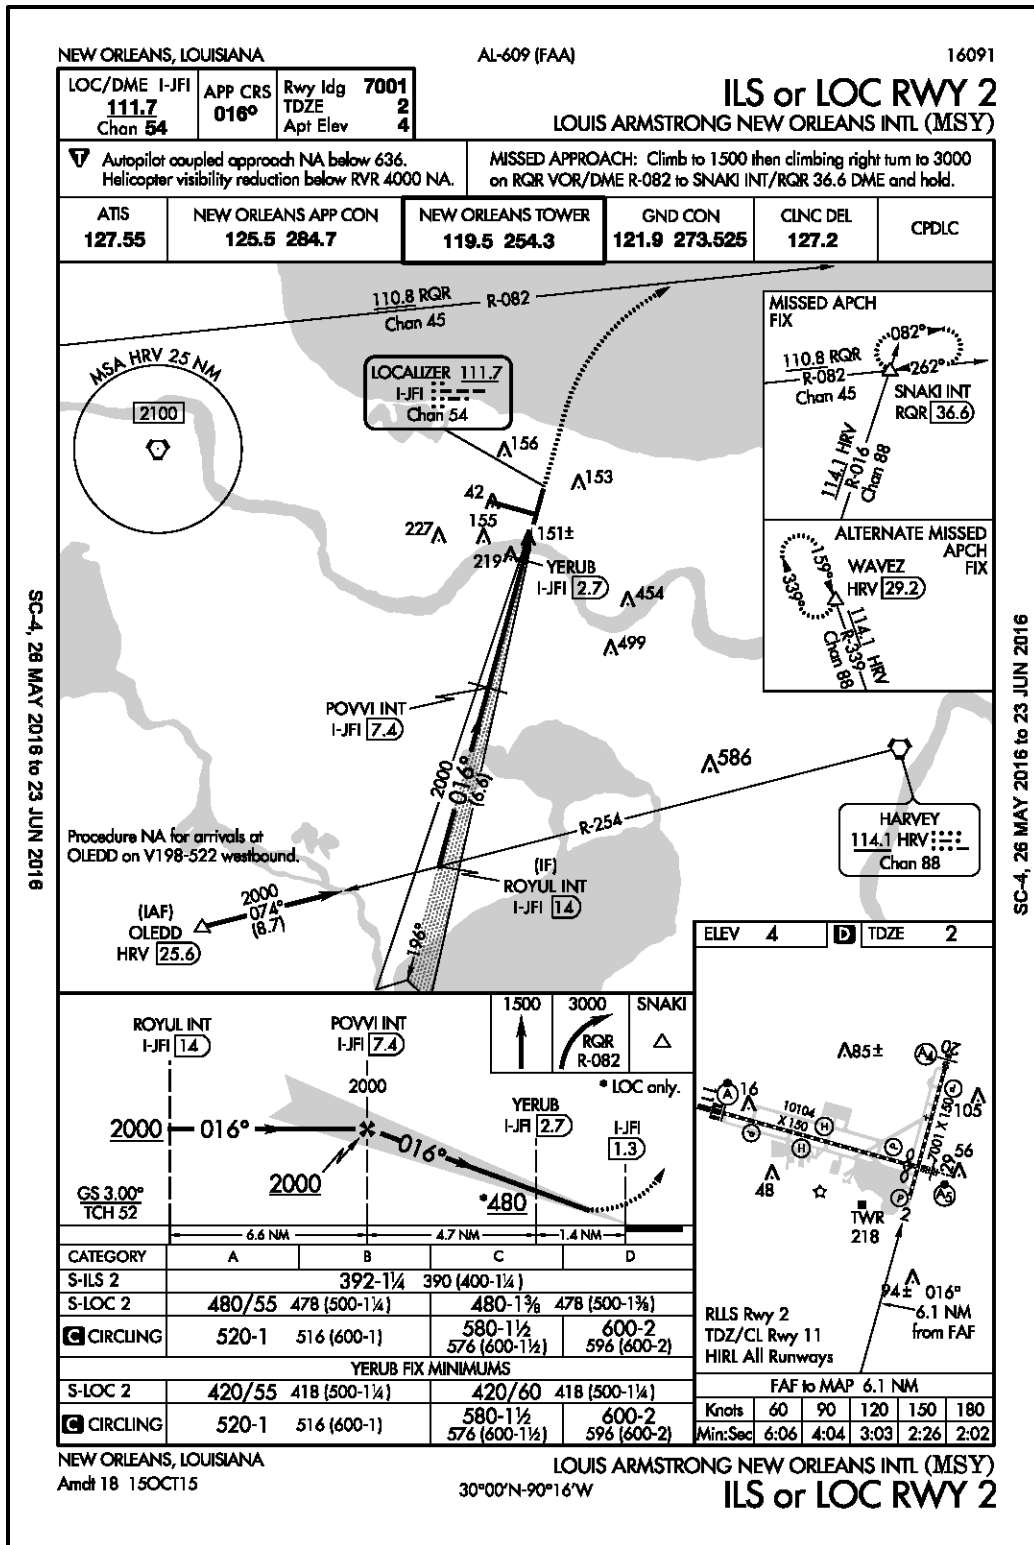 NEW ORLEANS, LOUISIANA
AL-609 (FAA)
16091
LOC/DME I-JFI
111.7
Chan 54
APP CRS
016°
Rwy ldg 7001
TDZE 2
Apt Elev 4
ILS or LOC RWY 2
LOUIS ARMSTRONG NEW ORLEANS INTL (MSY)
T
Autopilot coupled approach NA below 636.
Helicopter visibility reduction below RVR 4000 NA.
MISSED APPROACH: Climb to 1500 then climbing right turn to 3000
on RQR VOR/DME R-082 to SNAKI INT/RQR 36.6 DME and hold.
ATIS
127.55
NEW ORLEANS APP CON
125.5 284.7
NEW ORLEANS TOWER
119.5 254.3
GND CON
121.9 273.525
CLNC DEL
127.2
CPDLC
110.8 RQR
Chan 45
R-082
MSA HRV 25 NM
2100
LOCALIZER 111.7
I-JFI
Chan 54
MISSED APCH
FIX
082°
262°
110.8 RQR
R-082
Chan 45
SNAKI INT
RQR 36.6
114.1 HRV
R-016
Chan 88
156
153
42
155
227
219
151±
YERUB
I-JFI 2.7
454
499
586
ALTERNATE MISSED
APCH
FIX
WAVEZ
HRV 29.2
159°
339°
114.1 HRV
R-339
Chan 88
POVVI INT
I-JFI 7.4
2000
016°
(6.6)
R-254
HARVEY
114.1 HRV
Chan 88
Procedure NA for arrivals at
OLEDD on V198-522 westbound.
(IF)
ROYUL INT
I-JFI 14
(IAF)
OLEDD
HRV 25.6
2000
074°
(8.7)
196°
SC-4, 26 MAY 2016 to 23 JUN 2016
SC-4, 26 MAY 2016 to 23 JUN 2016
ELEV 4
D
TDZE 2
85±
A4
20
16
A
10104
X 150
H
H
P
P
P
P
7001 X 150
105
56
29
A5
48
TWR
218
2
94±
016°
6.1 NM
from FAF
RLLS Rwy 2
TDZ/CL Rwy 11
HIRL All Runways
1500
3000
RQR
R-082
SNAKI
* LOC only.
ROYUL INT
I-JFI 14
POVVI INT
I-JFI 7.4
2000
YERUB
I-JFI 2.7
I-JFI
1.3
2000
016°
016°
2000
*480
GS 3.00°
TCH 52
6.6 NM
4.7 NM
1.4 NM
CATEGORY A B C D
S-ILS 2 392-1¼ 390 (400-1¼)
S-LOC 2 480/55 478 (500-1¼) 480-1⅜ 478 (500-1⅜)
C CIRCLING 520-1 516 (600-1) 580-1½ 576 (600-1½) 600-2 596 (600-2)
YERUB FIX MINIMUMS
S-LOC 2 420/55 418 (500-1¼) 420/60 418 (500-1¼)
C CIRCLING 520-1 516 (600-1) 580-1½ 576 (600-1½) 600-2 596 (600-2)
FAF to MAP 6.1 NM
Knots 60 90 120 150 180
Min:Sec 6:06 4:04 3:03 2:26 2:02
NEW ORLEANS, LOUISIANA
Amdt 18 15OCT15
30°00'N-90°16'W
LOUIS ARMSTRONG NEW ORLEANS INTL (MSY)
ILS or LOC RWY 2